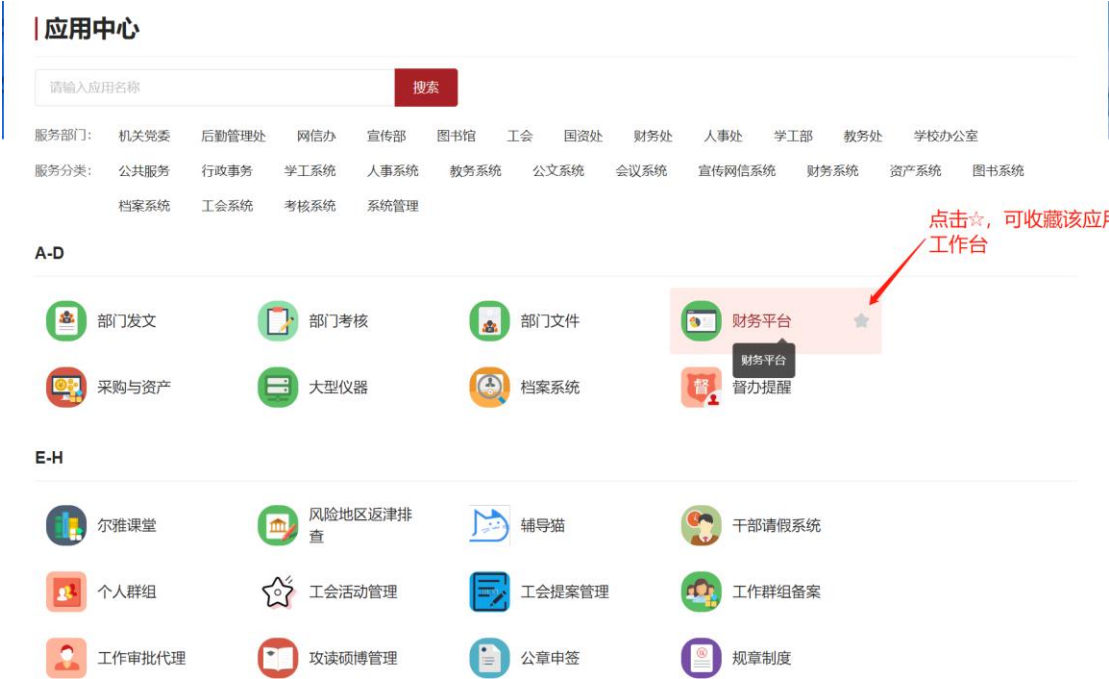 应用中心
请输入应用名称 搜索
服务部门: 机关党委 后勤管理处 网信办 宣传部 图书馆 工会 国资处 财务处 人事处 学工部 教务处 学校办公室
服务分类: 公共服务 行政事务 学工系统 人事系统 教务系统 公文系统 会议系统 宣传网信系统 财务系统 资产系统 图书系统
档案系统 工会系统 考核系统 系统管理
点击☆，可收藏该应用
工作台
A-D
部门发文 部门考核 部门文件 财务平台
财务平台
采购与资产 大型仪器 档案系统 督 督办提醒
E-H
尔雅课堂 风险地区返津排
查 辅导猫 干部请假系统
个人群组 工会活动管理 工会提案管理 工作群组备案
工作审批代理 攻读硕博管理 公章申签 规章制度